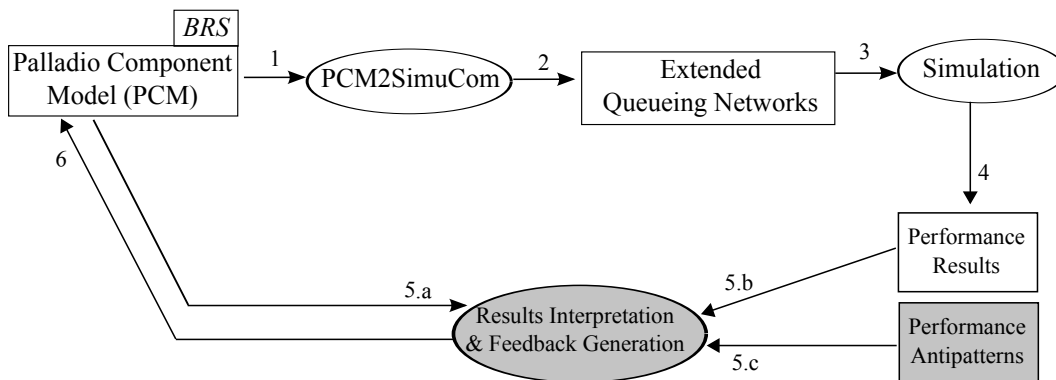 BRS
Palladio Component
Model (PCM)
1
PCM2SimuCom
2
Extended
Queueing Networks
3
Simulation
4
Performance
Results
5.a
5.b
5.c
6
Results Interpretation
& Feedback Generation
Performance
Antipatterns